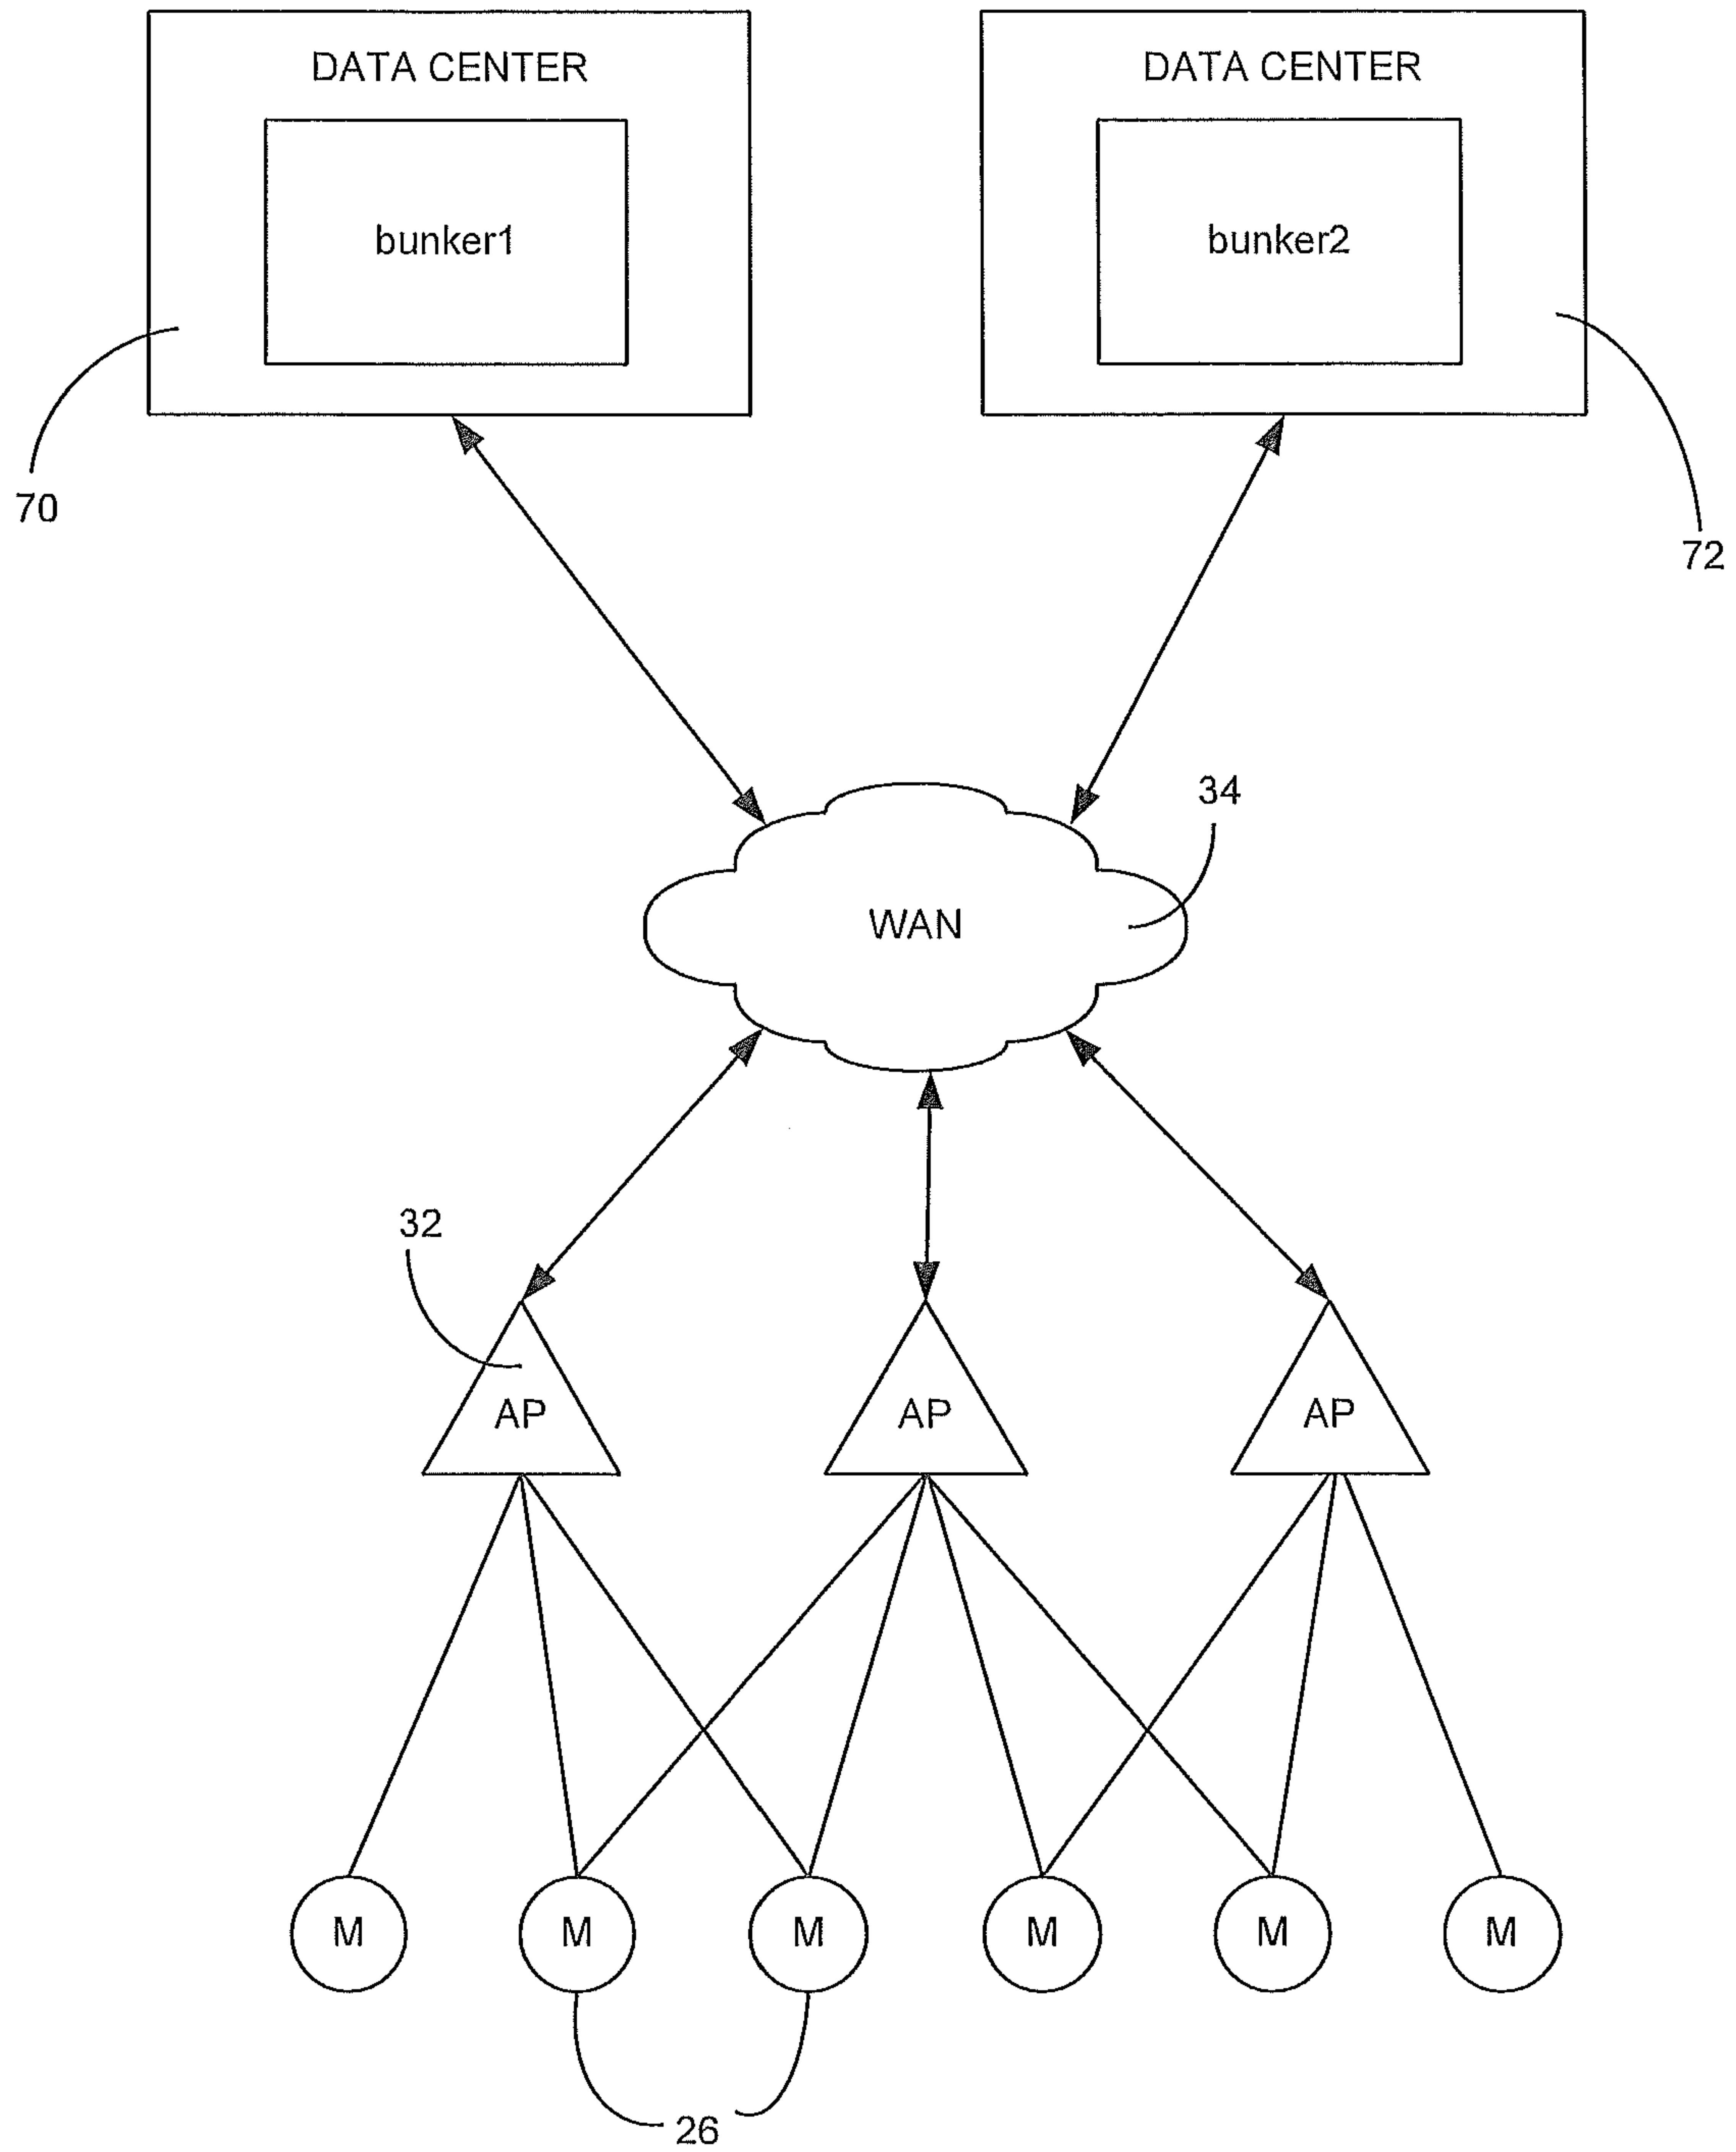 DATA CENTER
DATA CENTER
bunker1
bunker2
70
72
34
WAN
32
AP
AP
AP
M
M
M
M
M
M
26